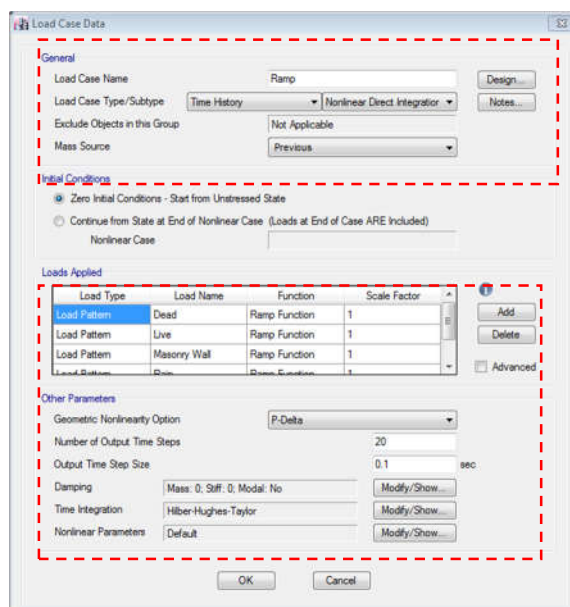 Load Case Data
General
Load Case Name Ramp Design...
Load Case Type/Subtype Time History Nonlinear Direct Integration Notes...
Exclude Objects in this Group Not Applicable
Mass Source Previous
Initial Conditions
Zero Initial Conditions - Start from Unstressed State
Continue from State at End of Nonlinear Case (Loads at End of Case ARE Included)
Nonlinear Case
Loads Applied
Load Type Load Name Function Scale Factor
Load Pattern Dead Ramp Function 1 Add
Load Pattern Live Ramp Function 1 Delete
Load Pattern Masonry Wall Ramp Function 1
Load Pattern Rain Ramp Function 1 Advanced
Other Parameters
Geometric Nonlinearity Option P-Delta
Number of Output Time Steps 20
Output Time Step Size 0.1 sec
Damping Mass: 0; Stiff: 0; Modal: No Modify/Show...
Time Integration Hilber-Hughes-Taylor Modify/Show...
Nonlinear Parameters Default Modify/Show...
OK Cancel